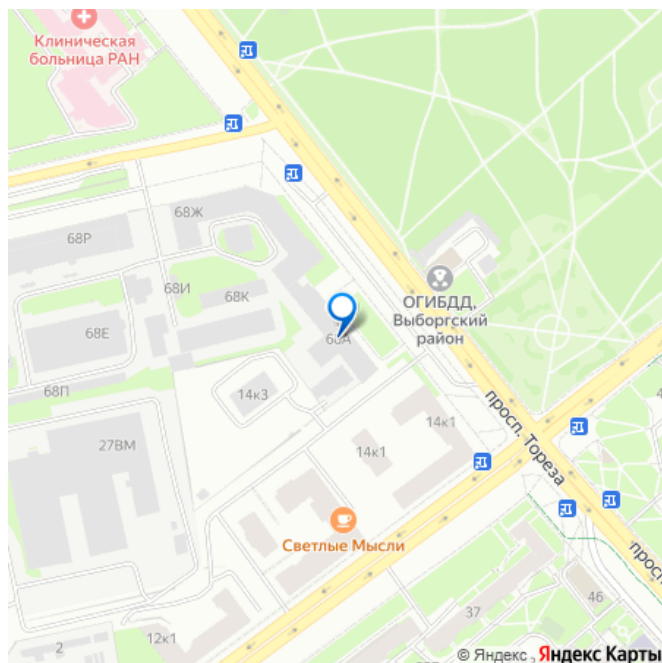 Клиническая
больница РАН
68Ж
68Р
68И
68К
ОГИБДД,
Выборгский
район
68Е
68А
68П
14к3
просп. Тореза
14к1
27ВМ
14к1
Светлые Мысли
46
37
12к1
2
© Яндекс
Яндекс Карты